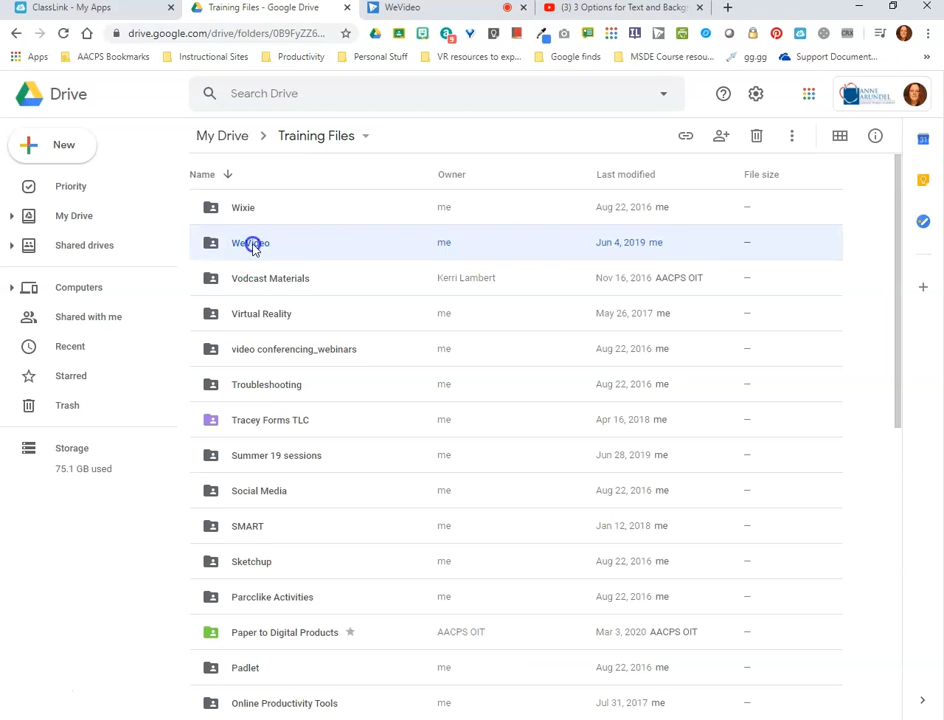 ClassLink - My Apps
Training Files - Google Drive
WeVideo
(3) 3 Options for Text and Backg
drive.google.com/drive/folders/0B9FyZZ6...
Apps
AACPS Bookmarks
Instructional Sites
Productivity
Personal Stuff
VR resources to exp...
Google finds
MSDE Course resou...
gg.gg
Support Document...
»
Drive
Search Drive
ANNE ARUNDEL
New
My Drive > Training Files
Priority
My Drive
Shared drives
Computers
Shared with me
Recent
Starred
Trash
Storage
75.1 GB used
Name Owner Last modified File size
Wixie me Aug 22, 2016 me –
WeVideo me Jun 4, 2019 me –
Vodcast Materials Kerri Lambert Nov 16, 2016 AACPS OIT –
Virtual Reality me May 26, 2017 me –
video conferencing_webinars me Aug 22, 2016 me –
Troubleshooting me Aug 22, 2016 me –
Tracey Forms TLC me Apr 16, 2018 me –
Summer 19 sessions me Jun 28, 2019 me –
Social Media me Aug 22, 2016 me –
SMART me Jan 12, 2018 me –
Sketchup me Aug 22, 2016 me –
Parcclike Activities me Aug 22, 2016 me –
Paper to Digital Products AACPS OIT Mar 3, 2020 AACPS OIT –
Padlet me Aug 22, 2016 me –
Online Productivity Tools me Jul 31, 2017 me –